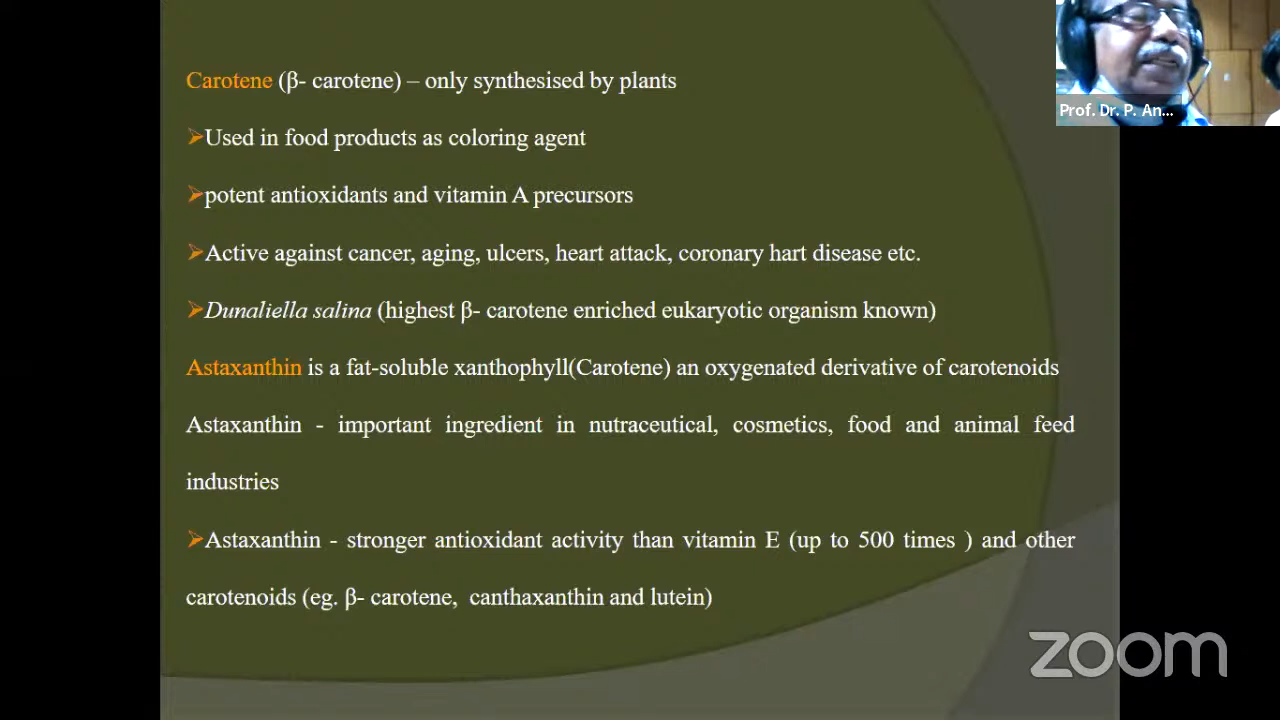 Carotene (β- carotene) – only synthesised by plants
➢Used in food products as coloring agent
➢potent antioxidants and vitamin A precursors
➢Active against cancer, aging, ulcers, heart attack, coronary hart disease etc.
➢Dunaliella salina (highest β- carotene enriched eukaryotic organism known)
Astaxanthin is a fat-soluble xanthophyll(Carotene) an oxygenated derivative of carotenoids
Astaxanthin - important ingredient in nutraceutical, cosmetics, food and animal feed
industries
➢Astaxanthin - stronger antioxidant activity than vitamin E (up to 500 times ) and other
carotenoids (eg. β- carotene, canthaxanthin and lutein)
Prof. Dr. P. An...
zoom